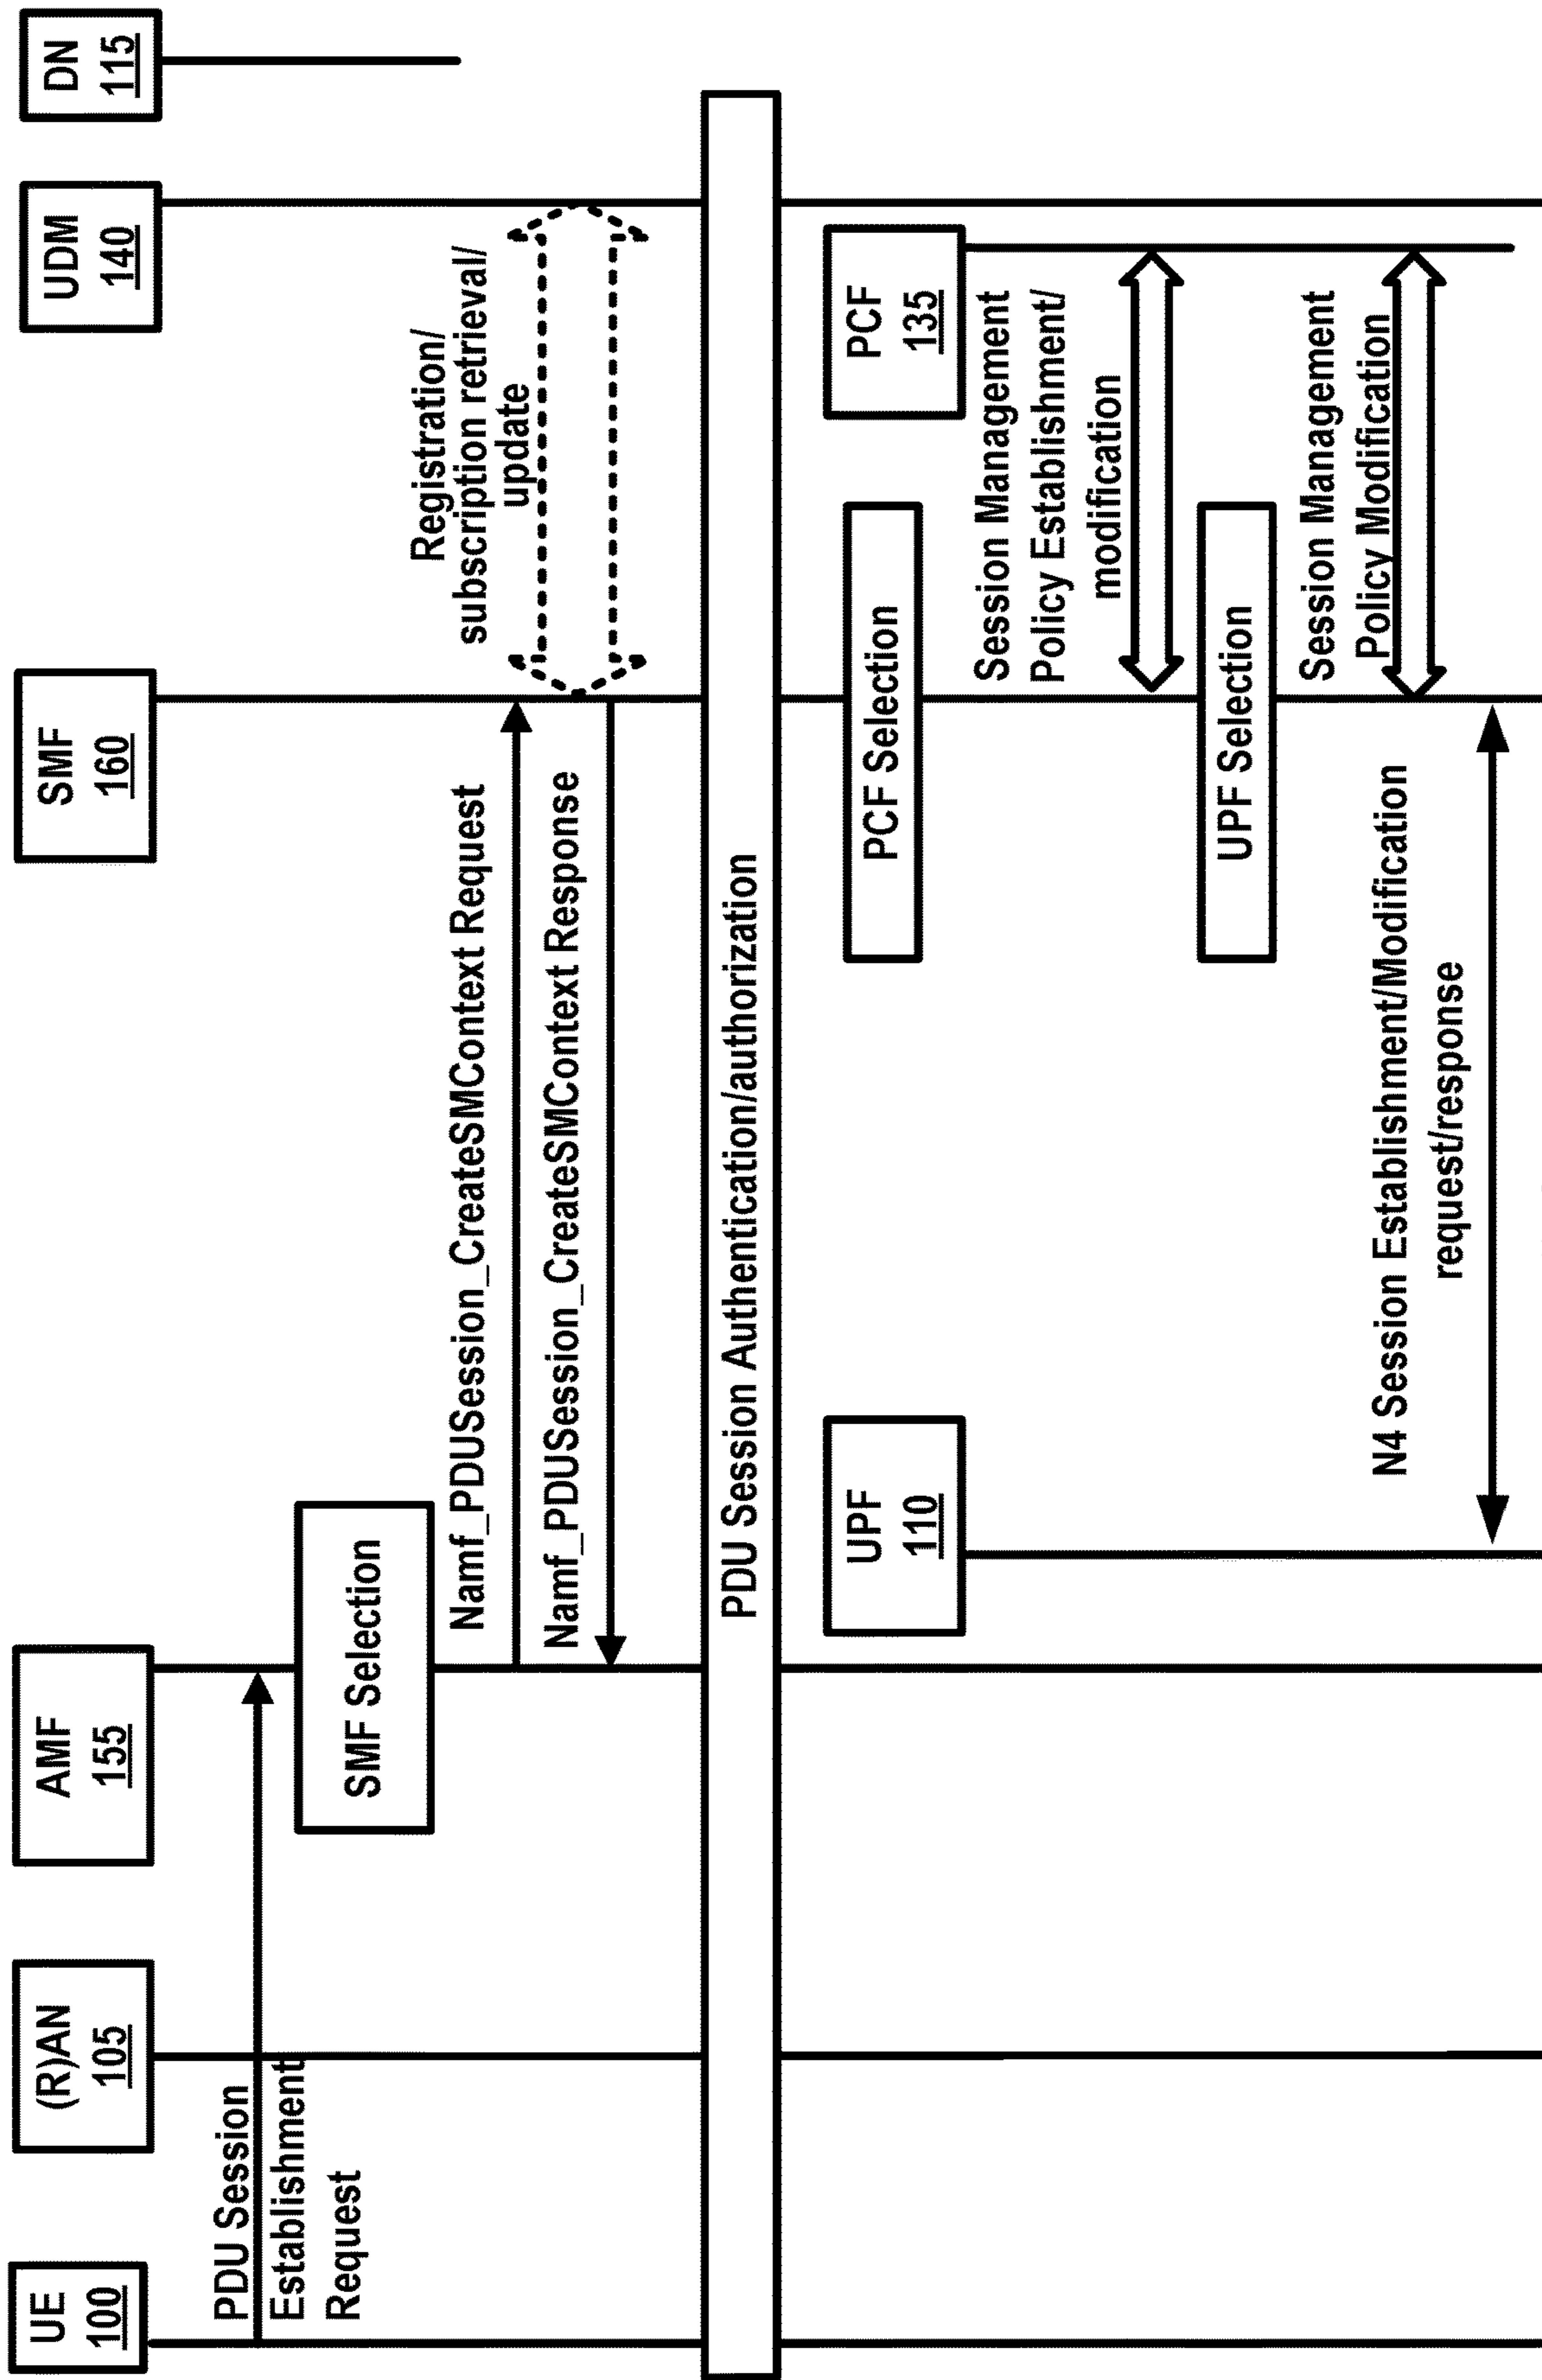 UE
100
(R)AN
105
AMF
155
SMF
160
UDM
140
DN
115
PDU Session
Establishment
Request
SMF Selection
Namf_PDUSession_CreateSMContext Request
Registration/
subscription retrieval/
update
Namf_PDUSession_CreateSMContext Response
PDU Session Authentication/authorization
UPF
110
PCF
135
PCF Selection
Session Management
Policy Establishment/
modification
UPF Selection
Session Management
Policy Modification
N4 Session Establishment/Modification
request/response